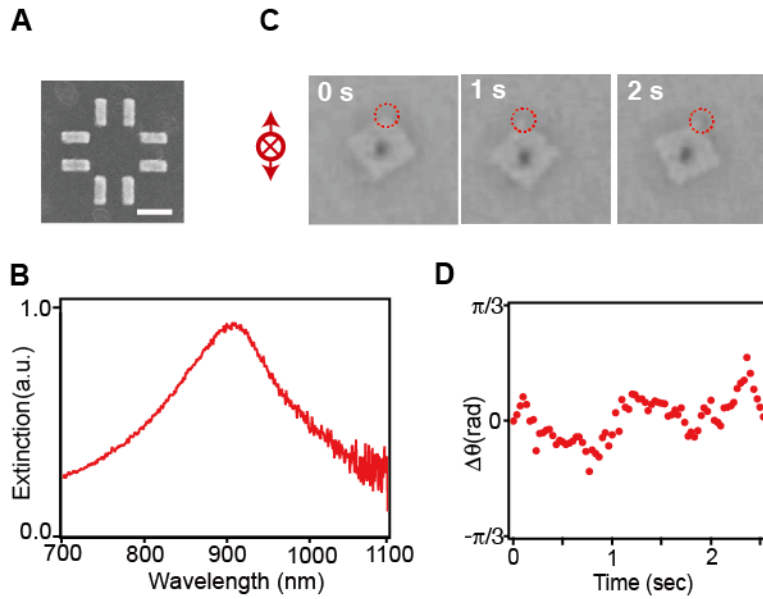 A
C
0 s
1 s
2 s
B
1.0
Extinction(a.u.)
0.0
700
800
900
1000
1100
Wavelength (nm)
D
π/3
Δθ(rad)
0
-π/3
0
1
2
Time (sec)